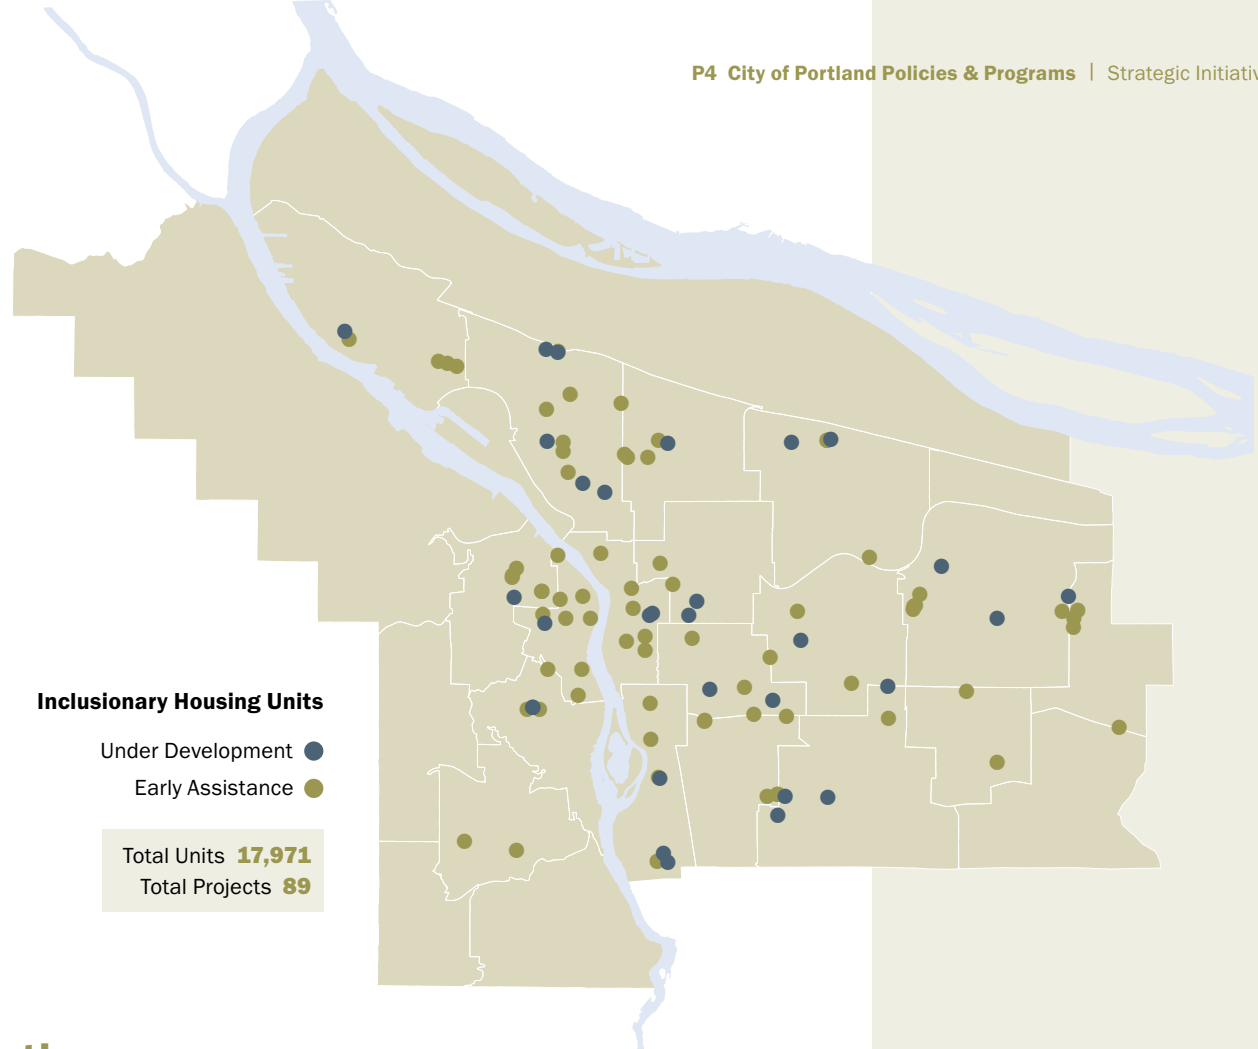 P4 City of Portland Policies & Programs | Strategic Initiativ
Inclusionary Housing Units
Under Development
Early Assistance
Total Units 17,971
Total Projects 89